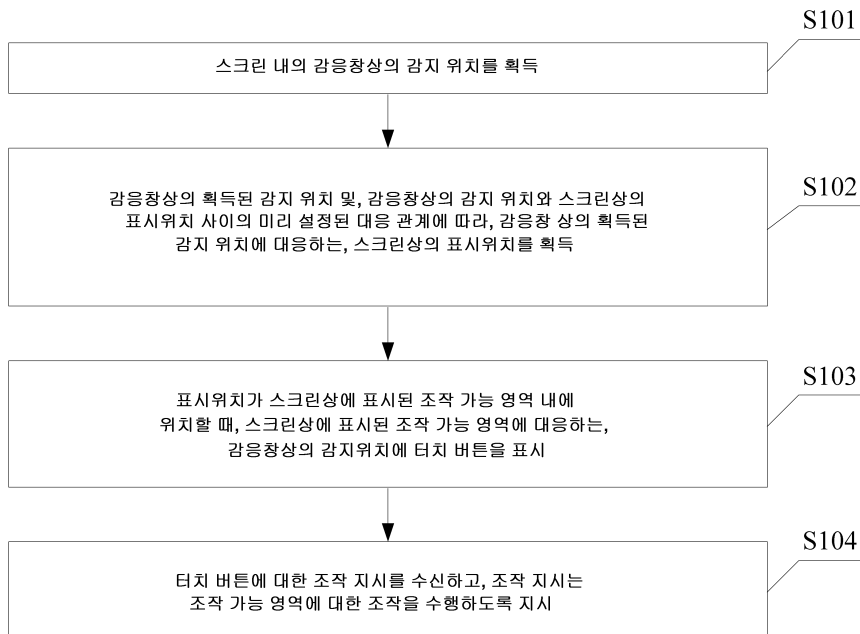 S101
스크린 내의 감응창상의 감지 위치를 획득
S102
감응창상의 획득된 감지 위치 및, 감응창상의 감지 위치와 스크린상의
표시위치 사이의 미리 설정된 대응 관계에 따라, 감응창 상의 획득된
감지 위치에 대응하는, 스크린상의 표시위치를 획득
S103
표시위치가 스크린상에 표시된 조작 가능 영역 내에
위치할 때, 스크린상에 표시된 조작 가능 영역에 대응하는,
감응창상의 감지위치에 터치 버튼을 표시
S104
터치 버튼에 대한 조작 지시를 수신하고, 조작 지시는
조작 가능 영역에 대한 조작을 수행하도록 지시